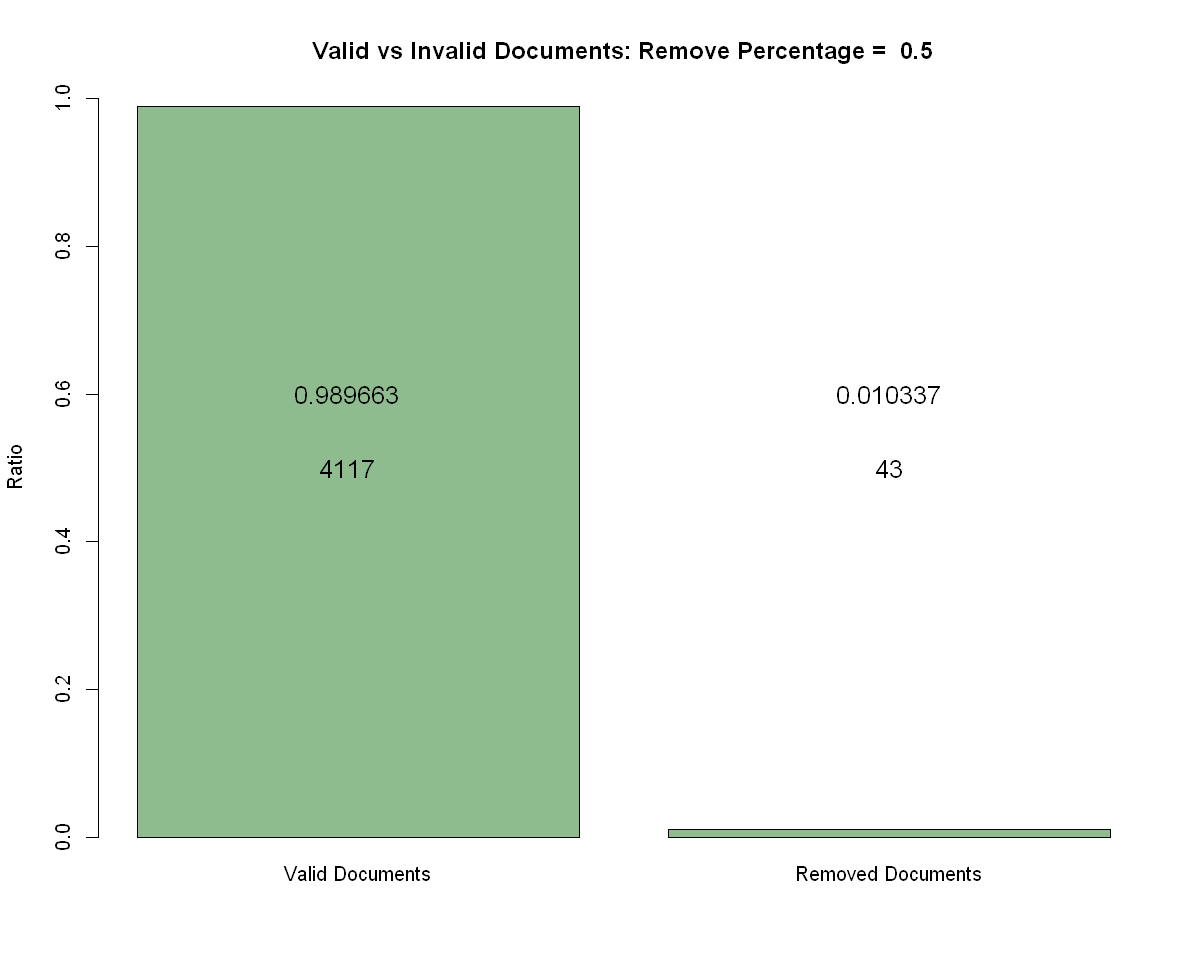 Valid vs Invalid Documents: Remove Percentage =  0.5
Ratio
1.0
0.8
0.6
0.4
0.2
0.0
0.989663
4117
0.010337
43
Valid Documents
Removed Documents